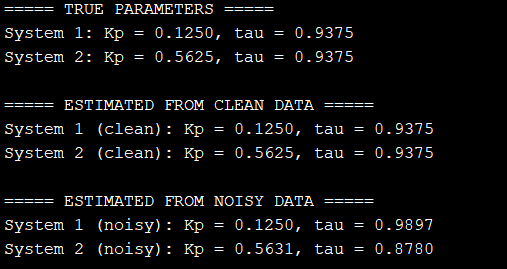 ===== TRUE PARAMETERS =====
System 1: Kp = 0.1250, tau = 0.9375
System 2: Kp = 0.5625, tau = 0.9375
===== ESTIMATED FROM CLEAN DATA =====
System 1 (clean): Kp = 0.1250, tau = 0.9375
System 2 (clean): Kp = 0.5625, tau = 0.9375
===== ESTIMATED FROM NOISY DATA =====
System 1 (noisy): Kp = 0.1250, tau = 0.9897
System 2 (noisy): Kp = 0.5631, tau = 0.8780